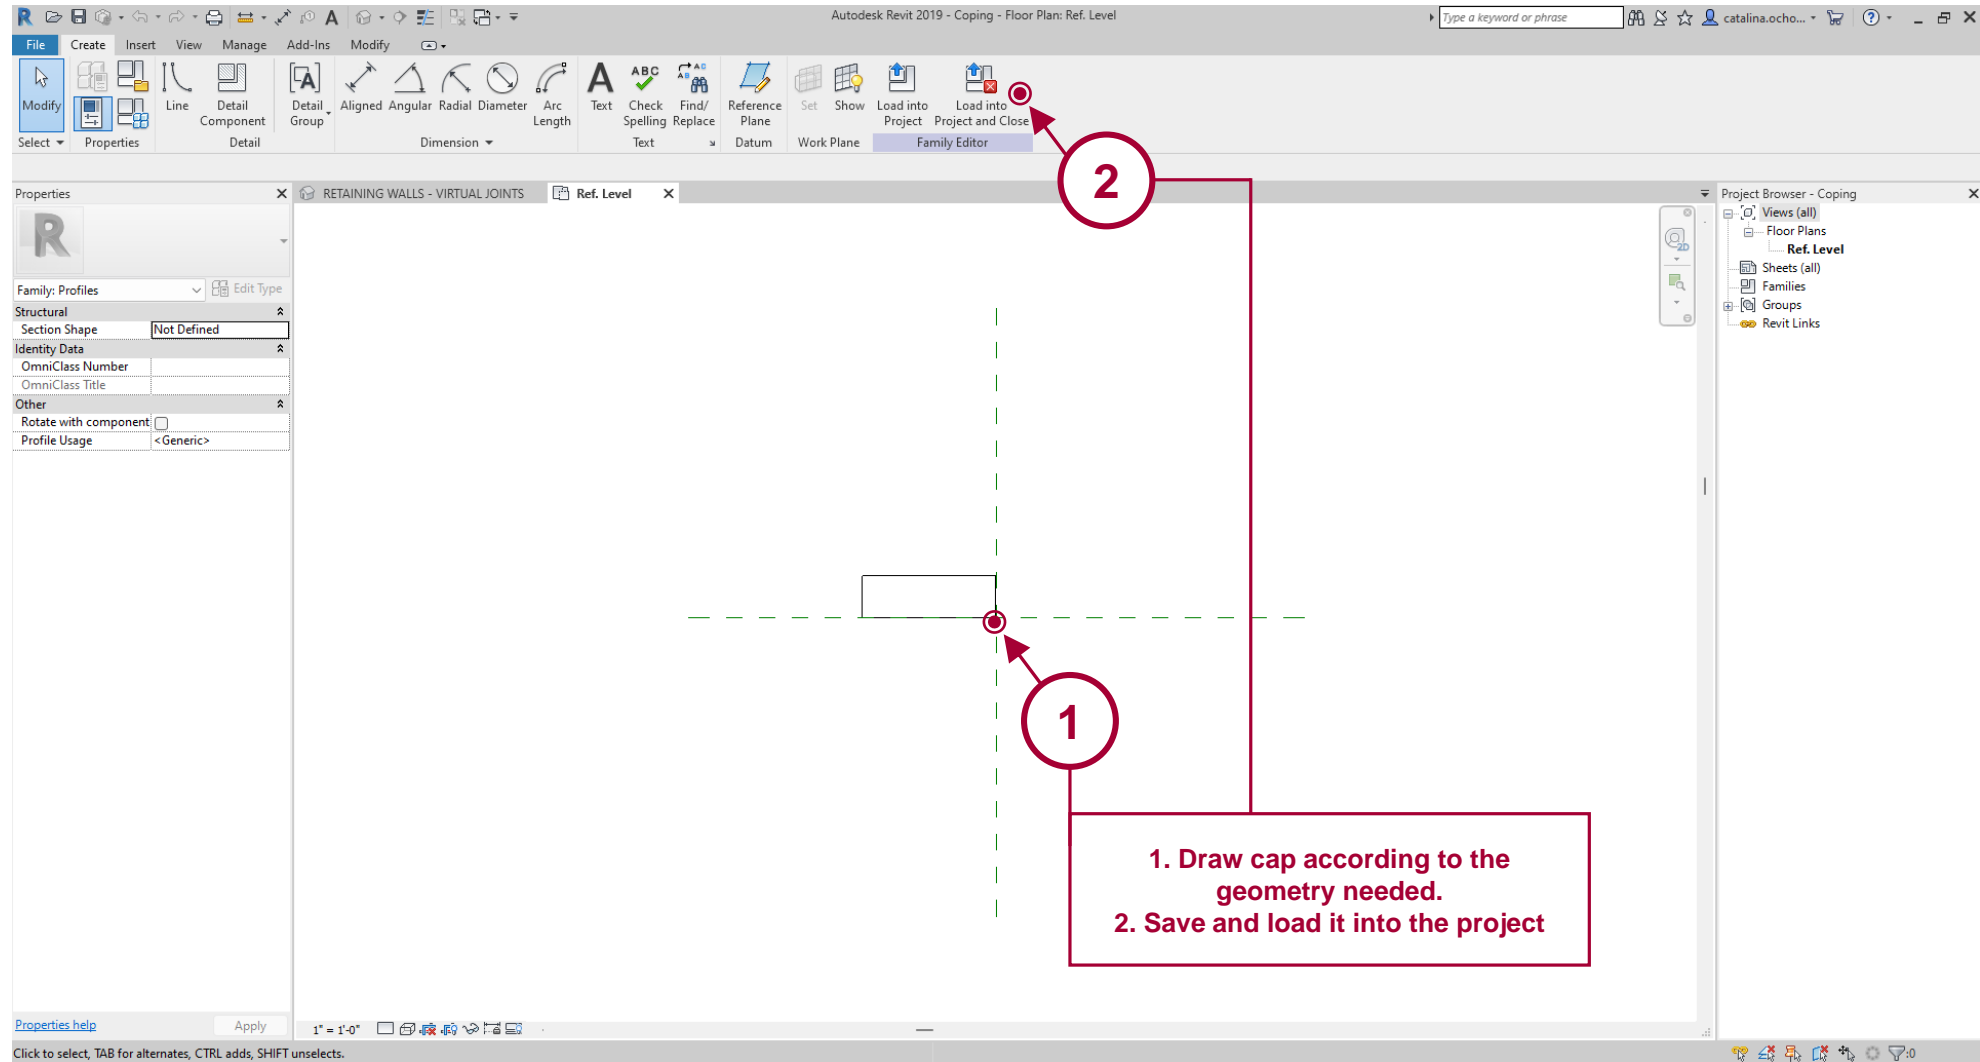 Autodesk Revit 2019 - Coping - Floor Plan: Ref. Level
Type a keyword or phrase
catalina.ocho...
File Create Insert View Manage Add-Ins Modify
Modify
Line
Detail Component
Detail Group
Aligned Angular Radial Diameter Arc Length
Text
ABC
Check Spelling
Find/ Replace
Reference Plane
Set Show
Load into Project
Load into Project and Close
Select Properties Detail Dimension Text Datum Work Plane Family Editor
2
Properties
RETAINING WALLS - VIRTUAL JOINTS
Ref. Level
Project Browser - Coping
Views (all)
Floor Plans
Ref. Level
Sheets (all)
Families
Groups
Revit Links
2D
R
Family: Profiles
Edit Type
Structural
Section Shape Not Defined
Identity Data
OmniClass Number
OmniClass Title
Other
Rotate with component
Profile Usage <Generic>
1
1. Draw cap according to the
geometry needed.
2. Save and load it into the project
Properties help
Apply
1" = 1'-0"
Click to select, TAB for alternates, CTRL adds, SHIFT unselects.
:0